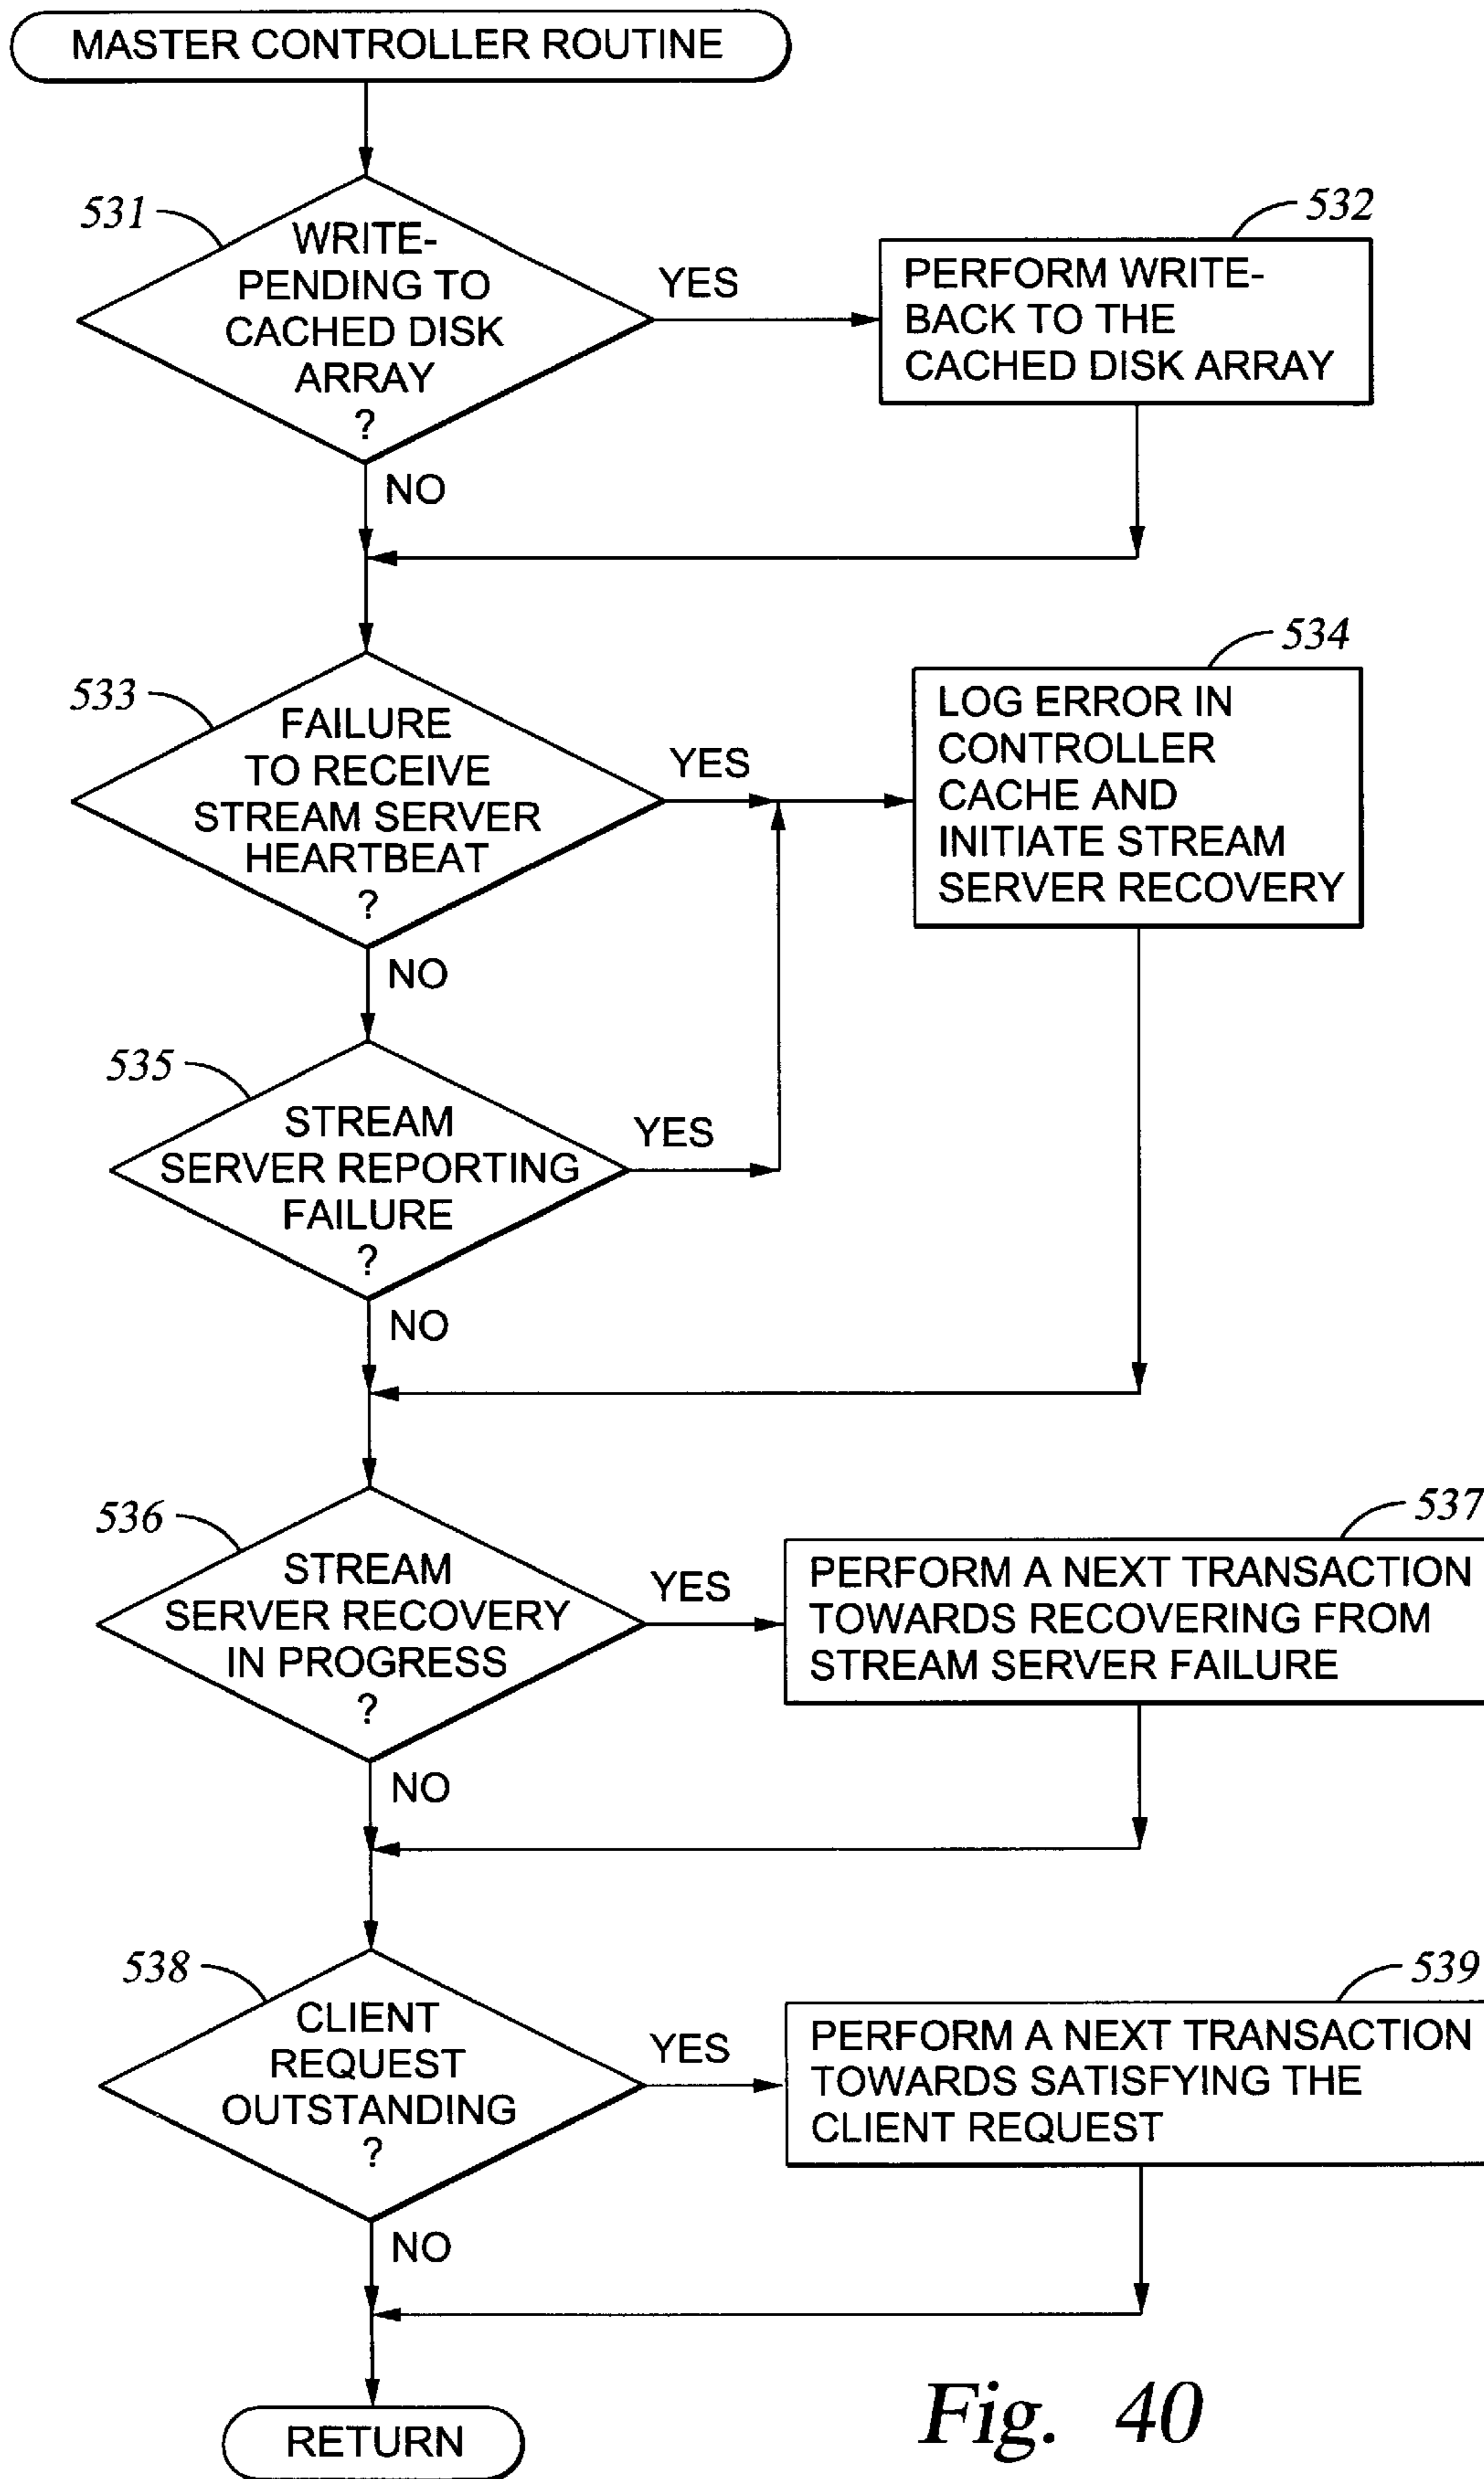 MASTER CONTROLLER ROUTINE
531
WRITE-
PENDING TO
CACHED DISK
ARRAY
?
YES
NO
532
PERFORM WRITE-
BACK TO THE
CACHED DISK ARRAY
533
FAILURE
TO RECEIVE
STREAM SERVER
HEARTBEAT
?
YES
NO
534
LOG ERROR IN
CONTROLLER
CACHE AND
INITIATE STREAM
SERVER RECOVERY
535
STREAM
SERVER REPORTING
FAILURE
?
YES
NO
536
STREAM
SERVER RECOVERY
IN PROGRESS
?
YES
NO
537
PERFORM A NEXT TRANSACTION
TOWARDS RECOVERING FROM
STREAM SERVER FAILURE
538
CLIENT
REQUEST
OUTSTANDING
?
YES
NO
539
PERFORM A NEXT TRANSACTION
TOWARDS SATISFYING THE
CLIENT REQUEST
RETURN
Fig. 40